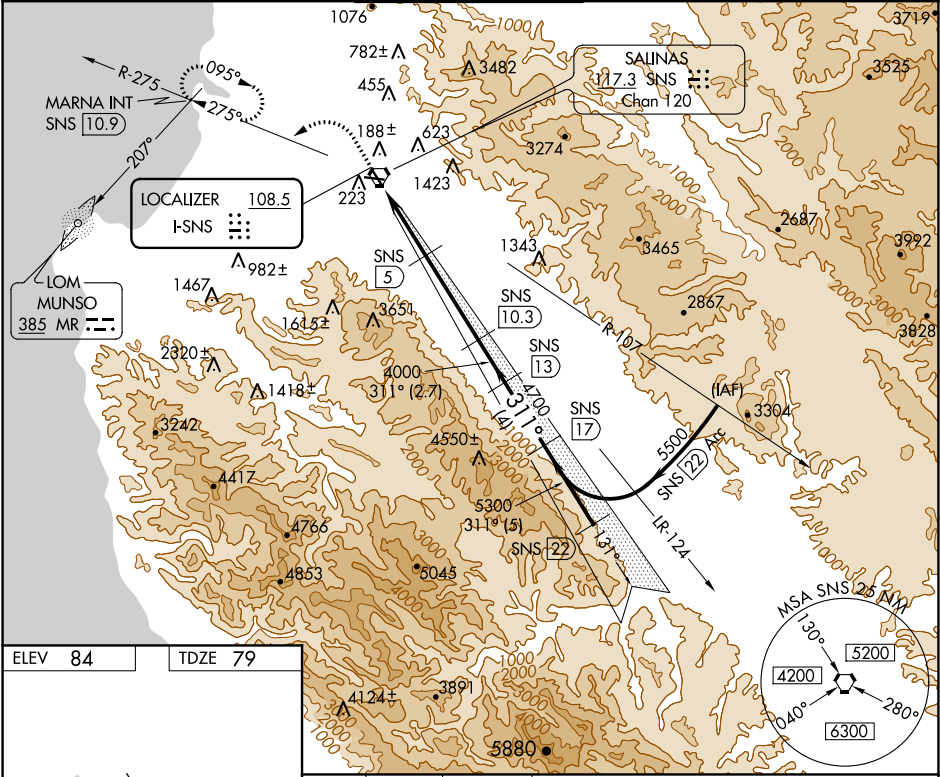 1076
3719
782±
3482
3525
455
SALINAS
117.3 SNS
Chan 120
R-275
095°
275°
MARNA INT
SNS 10.9
207°
188±
623
3274
1423
223
LOCALIZER 108.5
I-SNS
2687
3992
3465
1343
SNS
5
982±
LOM
MUNSO
385 MR
1467
1615±
3651
SNS
10.3
2867
3828
R-107
2320±
1418±
4000
311° (2.7)
SNS
13
4700
311°
(4)
(IAF)
3304
SNS
17
5500
SNS 22 Arc
3242
4550±
1000
4417
5300
311° (5)
SNS 22
131°
LR-124
4766
4853
5045
MSA SNS 25 NM
130°
5200
4200
040°
280°
6300
ELEV 84
TDZE 79
4124±
3891
5880
1000
1000
1000
2000
3000